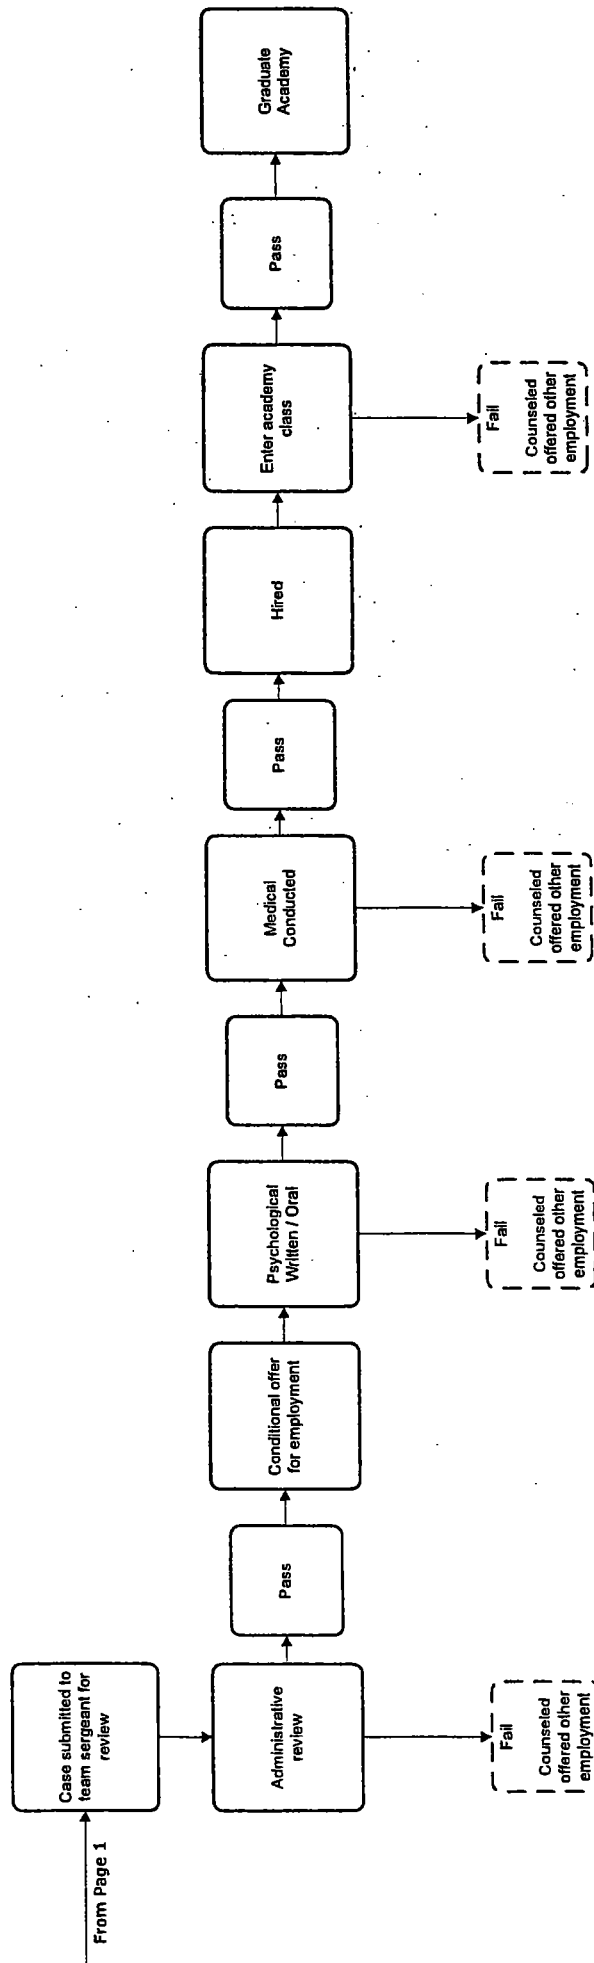 From Page 1
Case submitted to
team sergeant for
review
Administrative
review
Fail
Counseled
offered other
employment
Pass
Conditional offer
for employment
Psychological
Written / Oral
Fail
Counseled
offered other
employment
Pass
Medical
Conducted
Fail
Counseled
offered other
employment
Pass
Hired
Enter academy
class
Fail
Counseled
offered other
employment
Pass
Graduate
Academy